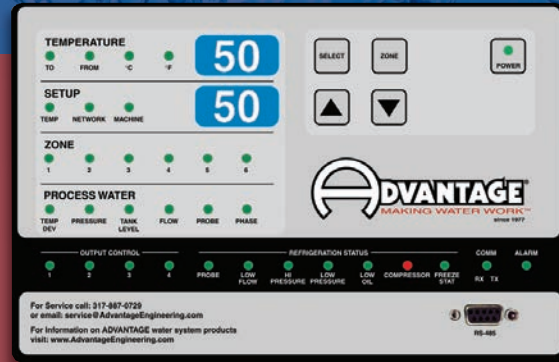 TEMPERATURE
50
TO FROM °C °F
SETUP
50
TEMP NETWORK MACHINE
ZONE
1 2 3 4 5 6
PROCESS WATER
TEMP DEV PRESSURE TANK LEVEL FLOW PROBE PHASE
SELECT ZONE POWER
ADVANTAGE®
MAKING WATER WORK™
since 1977
OUTPUT CONTROL REFRIGERATION STATUS COMM ALARM
1 2 3 4 PROBE LOW FLOW HI PRESSURE LOW PRESSURE LOW OIL COMPRESSOR FREEZE STAT RX TX
For Service call: 317-887-0729
or email: service@AdvantageEngineering.com
For Information on ADVANTAGE water system products
visit: www.AdvantageEngineering.com
RS-485